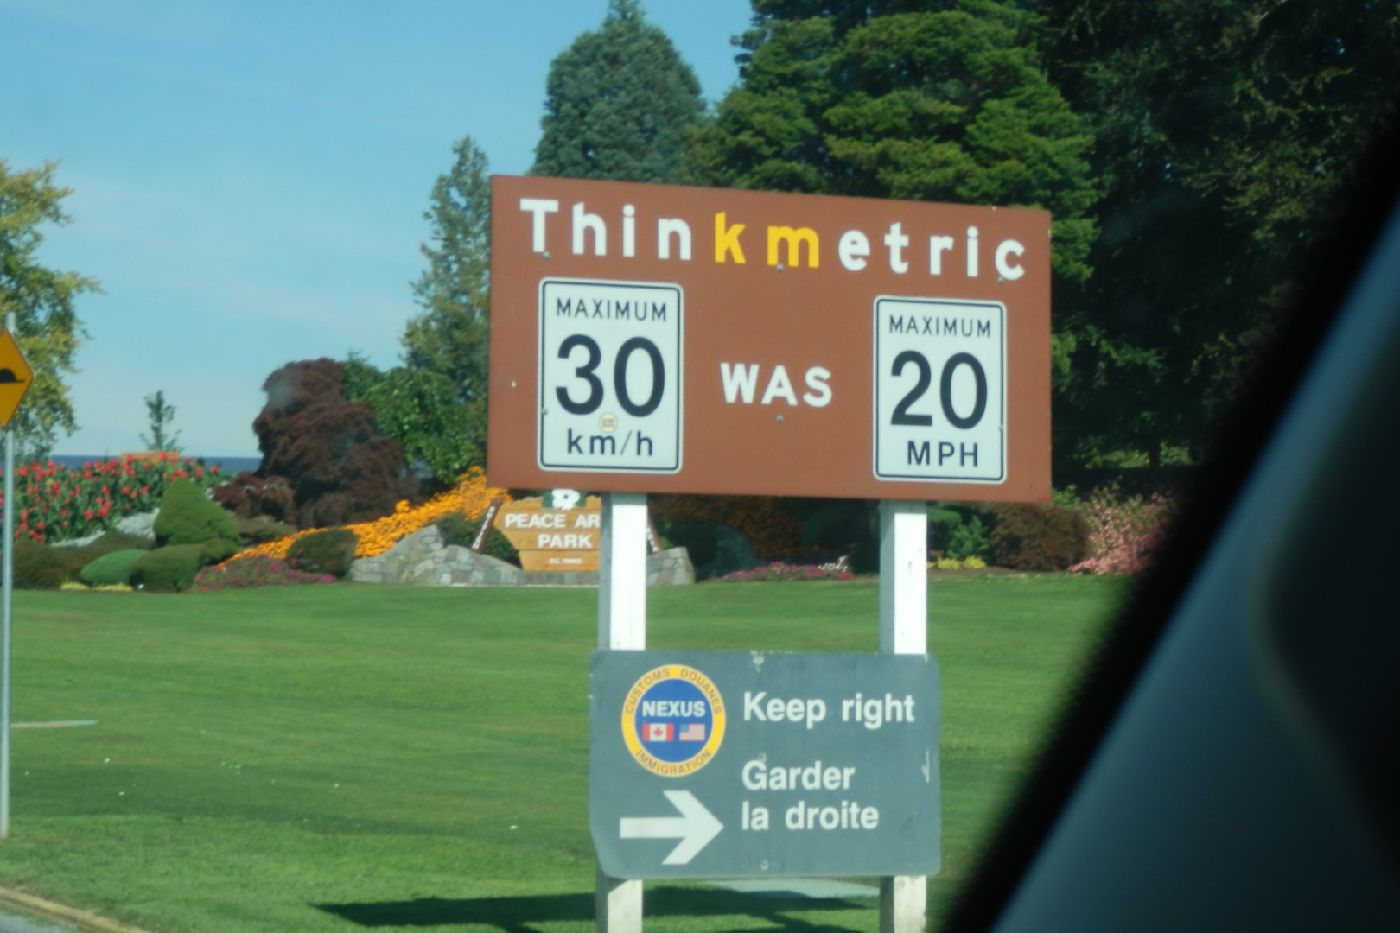 Thinkmetric
MAXIMUM
30
km/h
WAS
MAXIMUM
20
MPH
PEACE AR
PARK
CUSTOMS DOUANES
NEXUS
IMMIGRATION
Keep right
Garder
la droite